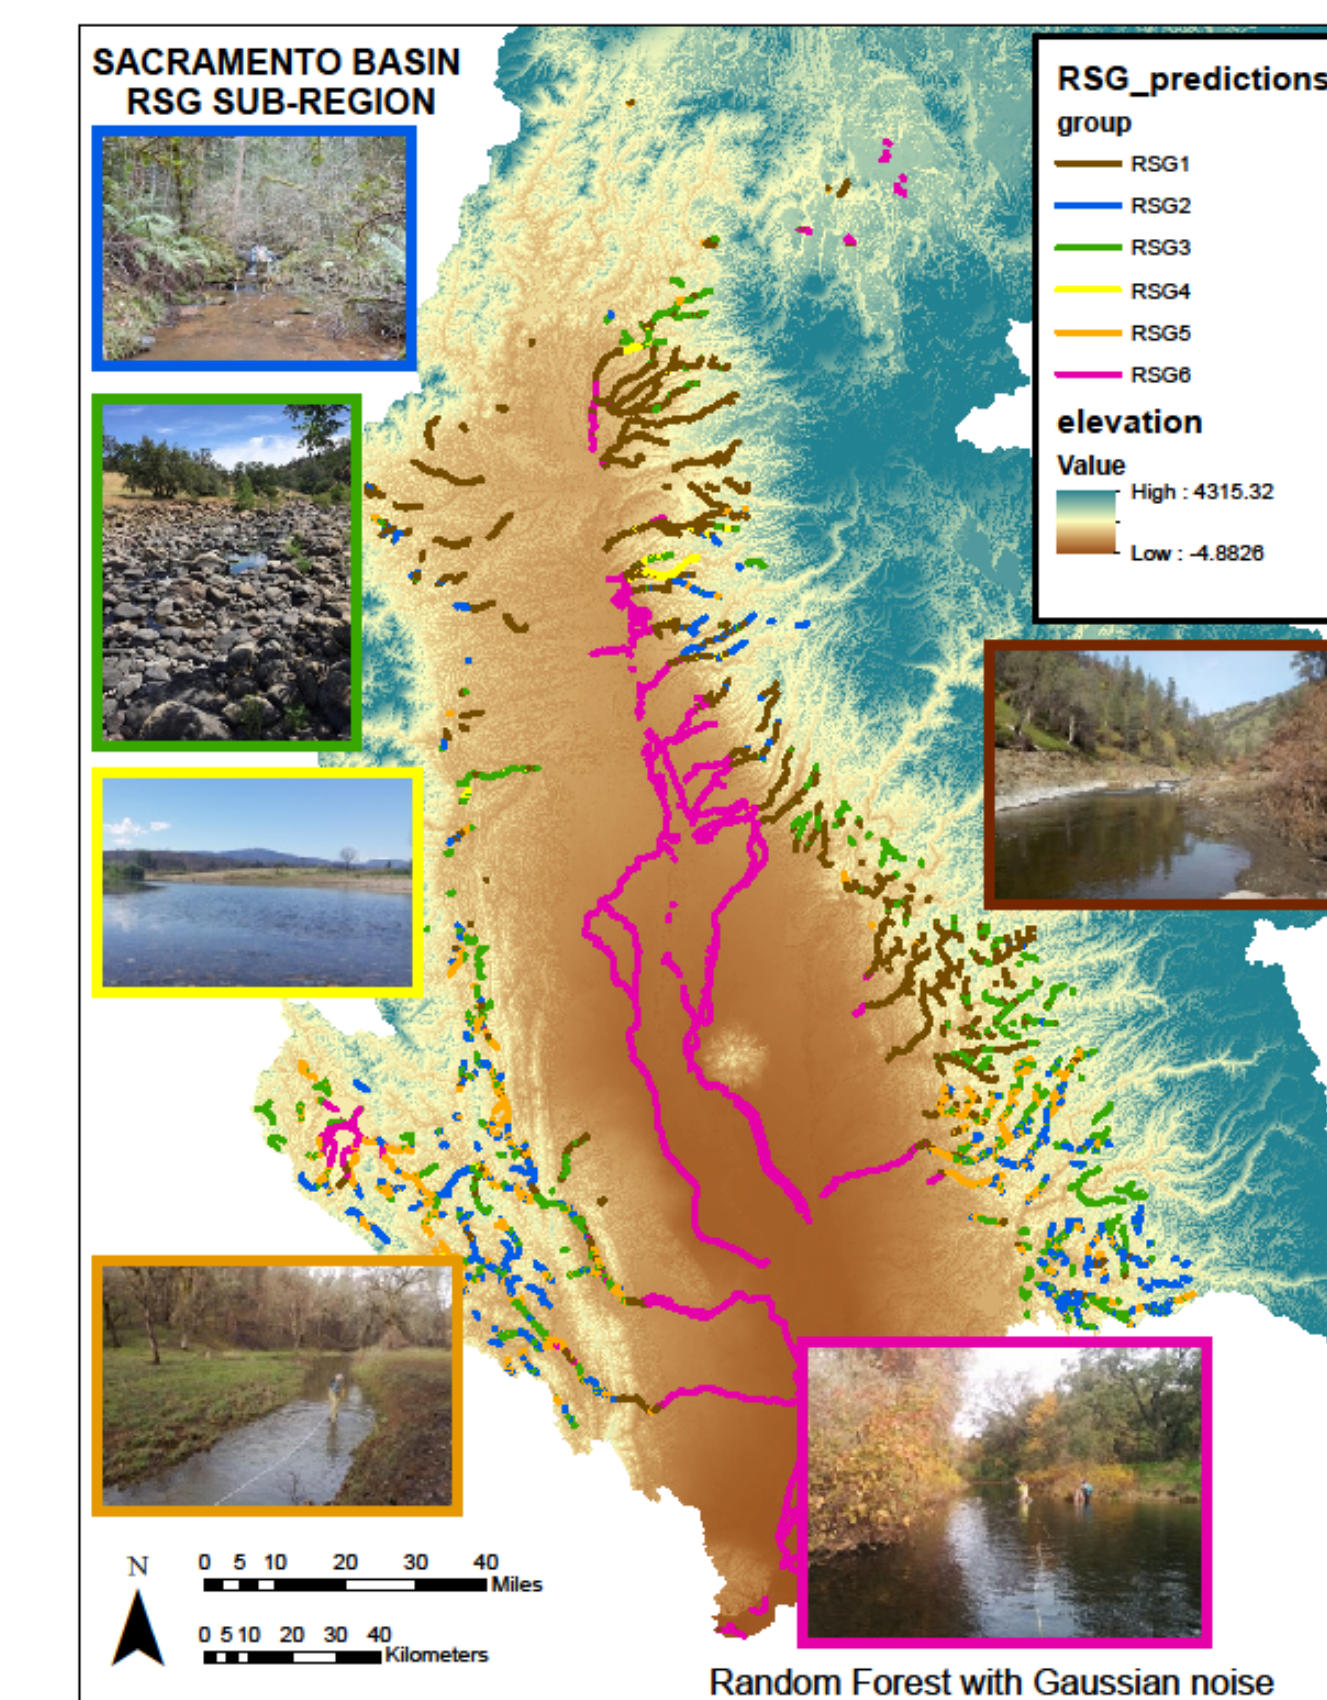 SACRAMENTO BASIN
RSG SUB-REGION
RSG_predictions
group
RSG1
RSG2
RSG3
RSG4
RSG5
RSG6
elevation
Value
High : 4315.32
Low : -4.8826
N
0 5 10 20 30 40
Miles
0 5 10 20 30 40
Kilometers
Random Forest with Gaussian noise